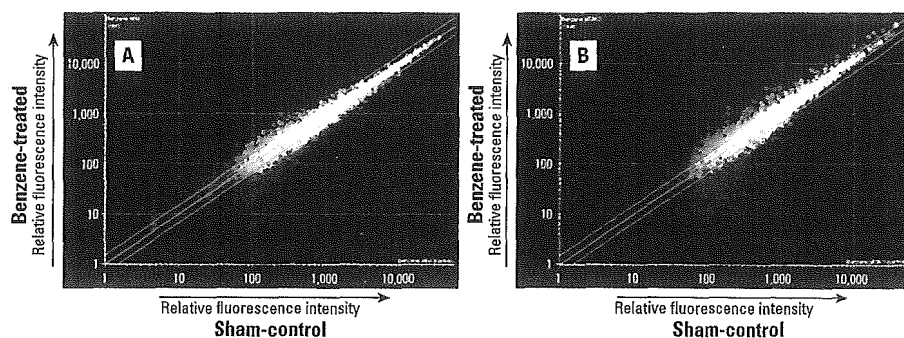 A
Benzene-treated
Relative fluorescence intensity
10,000
1,000
100
10
1
1
10
100
1,000
10,000
Relative fluorescence intensity
Sham-control
B
Benzene-treated
Relative fluorescence intensity
10,000
1,000
100
10
1
1
10
100
1,000
10,000
Relative fluorescence intensity
Sham-control